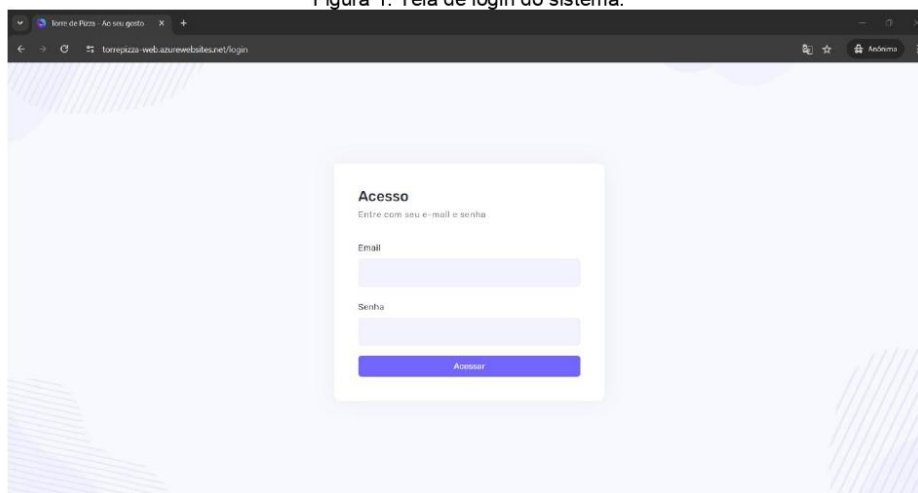 Figura 1. Tela de login do sistema.
Torre de Pizza - Ao seu gosto
torrepizza-web.azurewebsites.net/login
Anônima
Acesso
Entre com seu e-mail e senha
Email
Senha
Acessar